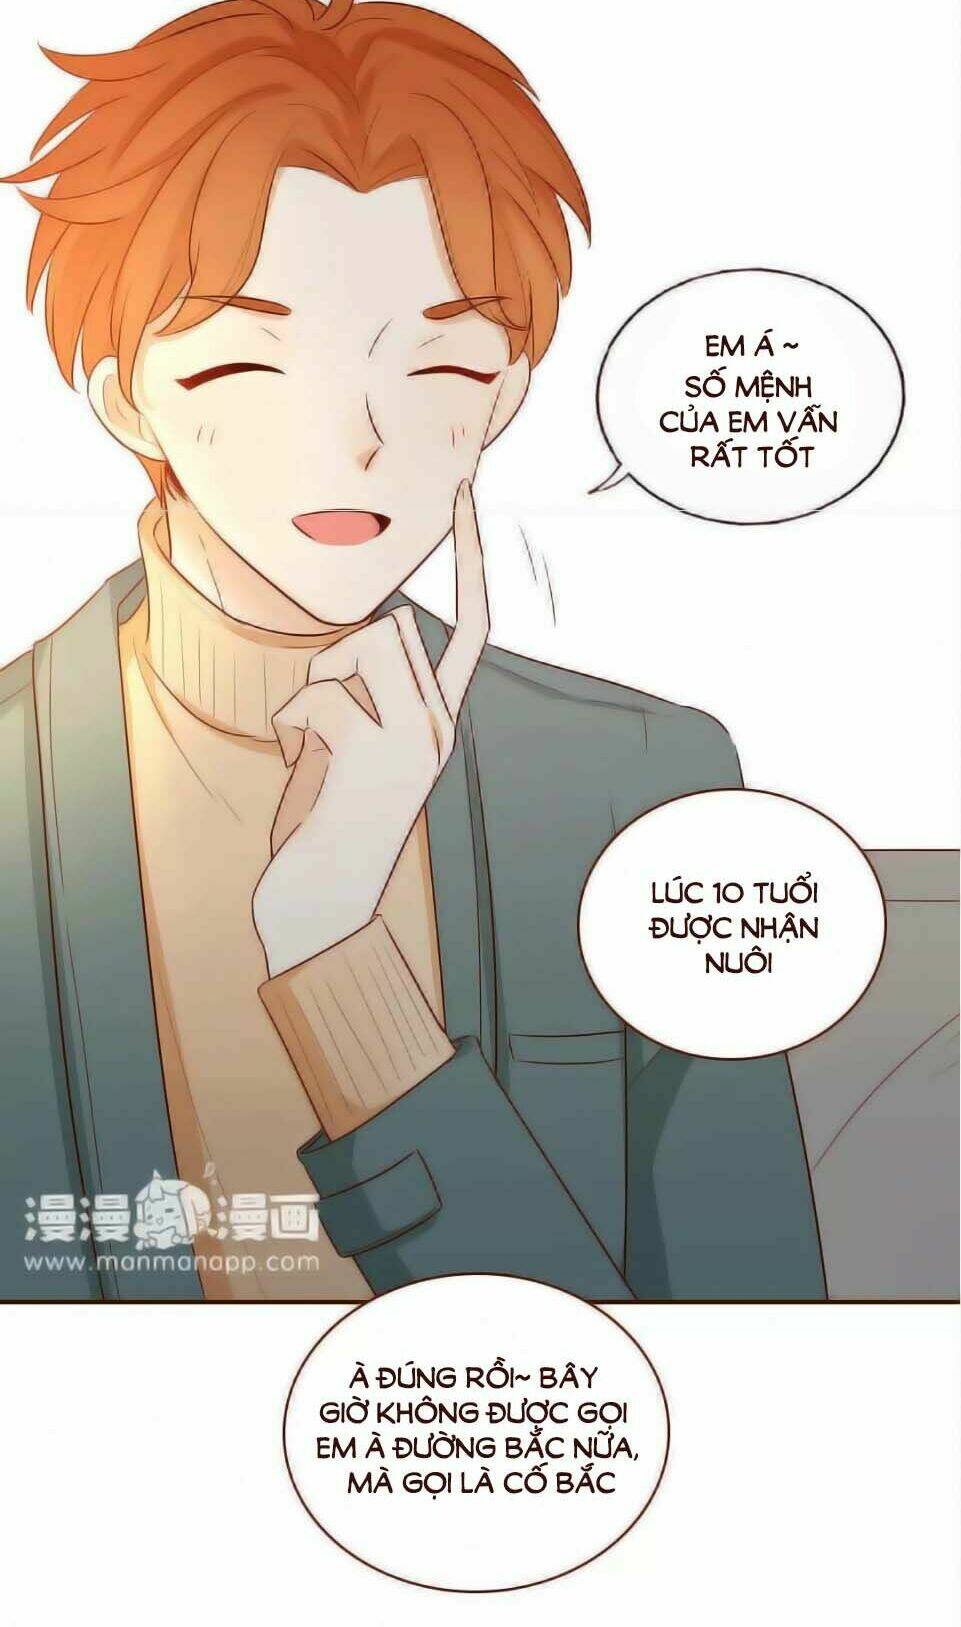 EM Á ~
SỐ MỆNH
CỦA EM VẪN
RẤT TỐT
LÚC 10 TUỔI
ĐƯỢC NHẬN
NUÔI
漫漫漫画
www.manmanapp.com
À ĐÚNG RỒI~ BÂY
GIỜ KHÔNG ĐƯỢC GỌI
EM À ĐƯỜNG BẮC NỮA,
MÀ GỌI LÀ CỐ BẮC